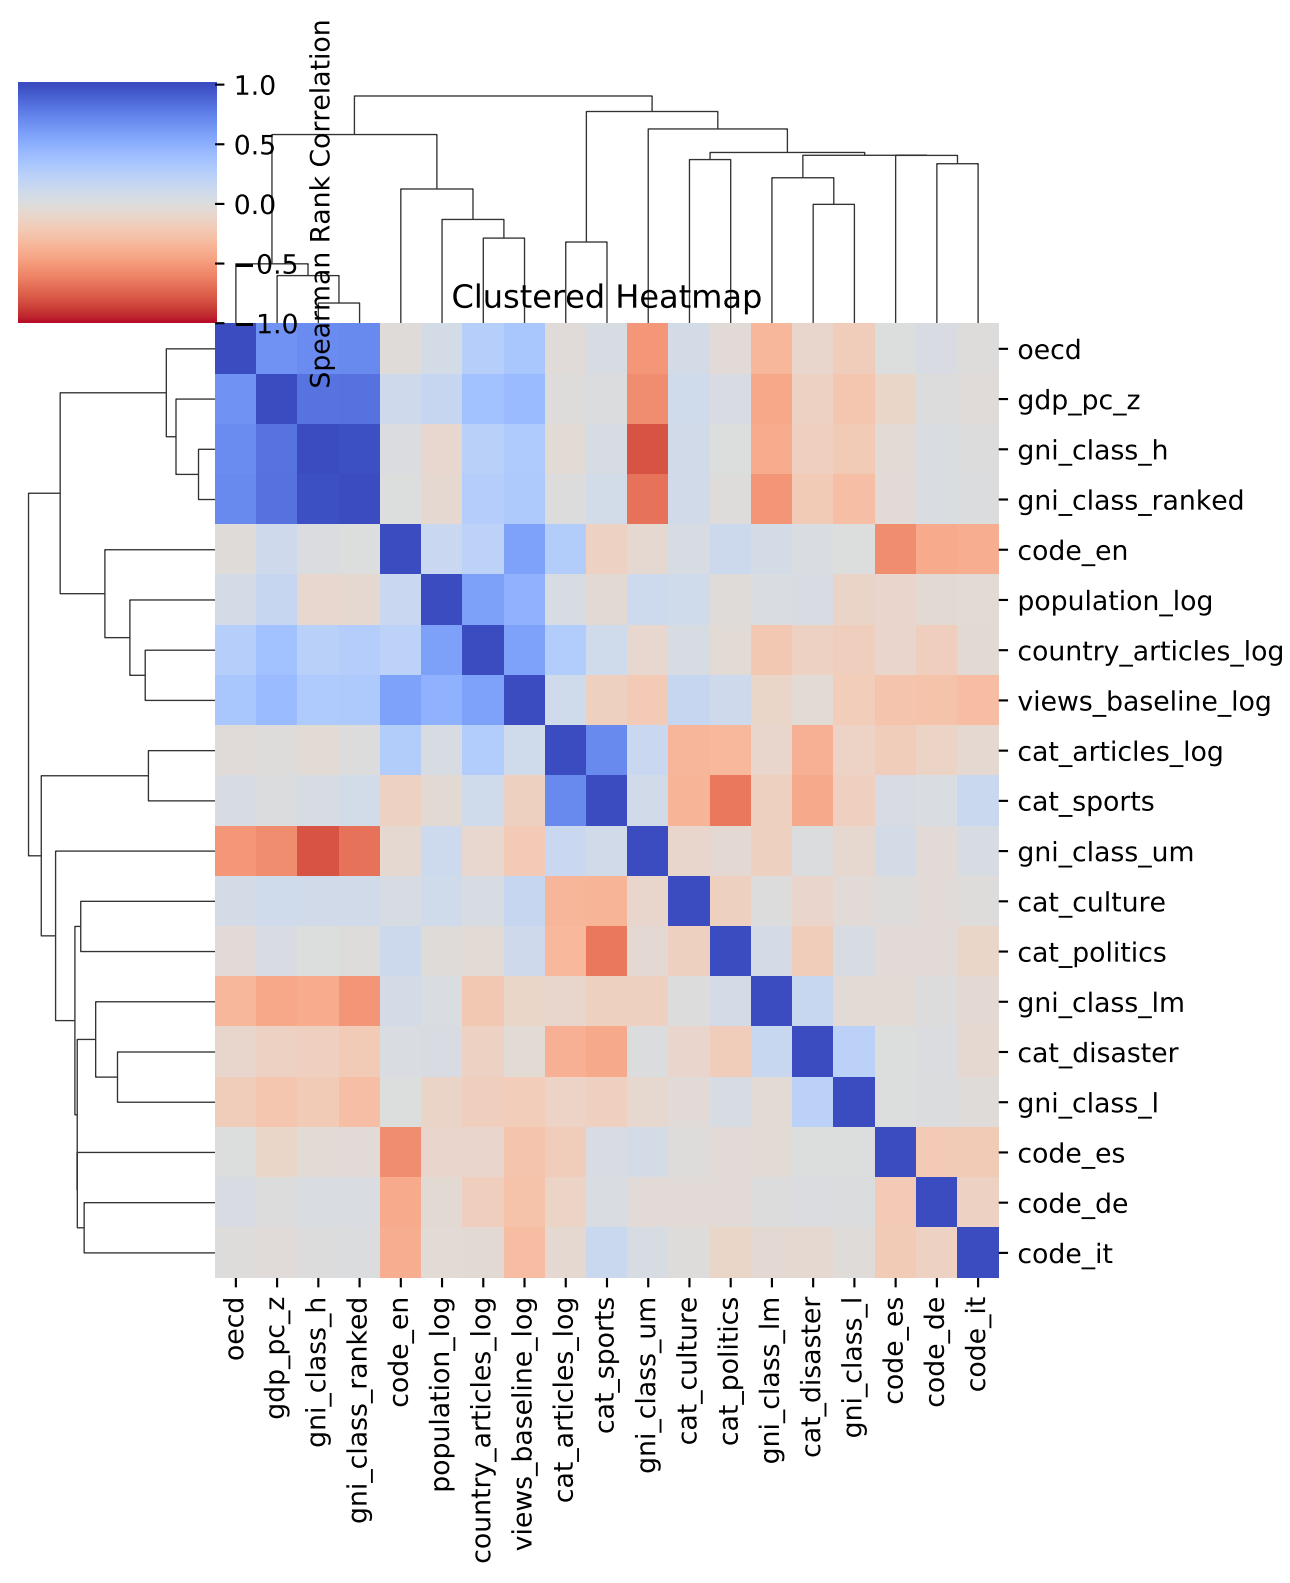 1.0
0.5
0.0
−0.5
−1.0
Spearman Rank Correlation
Clustered Heatmap
oecd
gdp_pc_z
gni_class_h
gni_class_ranked
code_en
population_log
country_articles_log
views_baseline_log
cat_articles_log
cat_sports
gni_class_um
cat_culture
cat_politics
gni_class_lm
cat_disaster
gni_class_l
code_es
code_de
code_it
oecd
gdp_pc_z
gni_class_h
gni_class_ranked
code_en
population_log
country_articles_log
views_baseline_log
cat_articles_log
cat_sports
gni_class_um
cat_culture
cat_politics
gni_class_lm
cat_disaster
gni_class_l
code_es
code_de
code_it